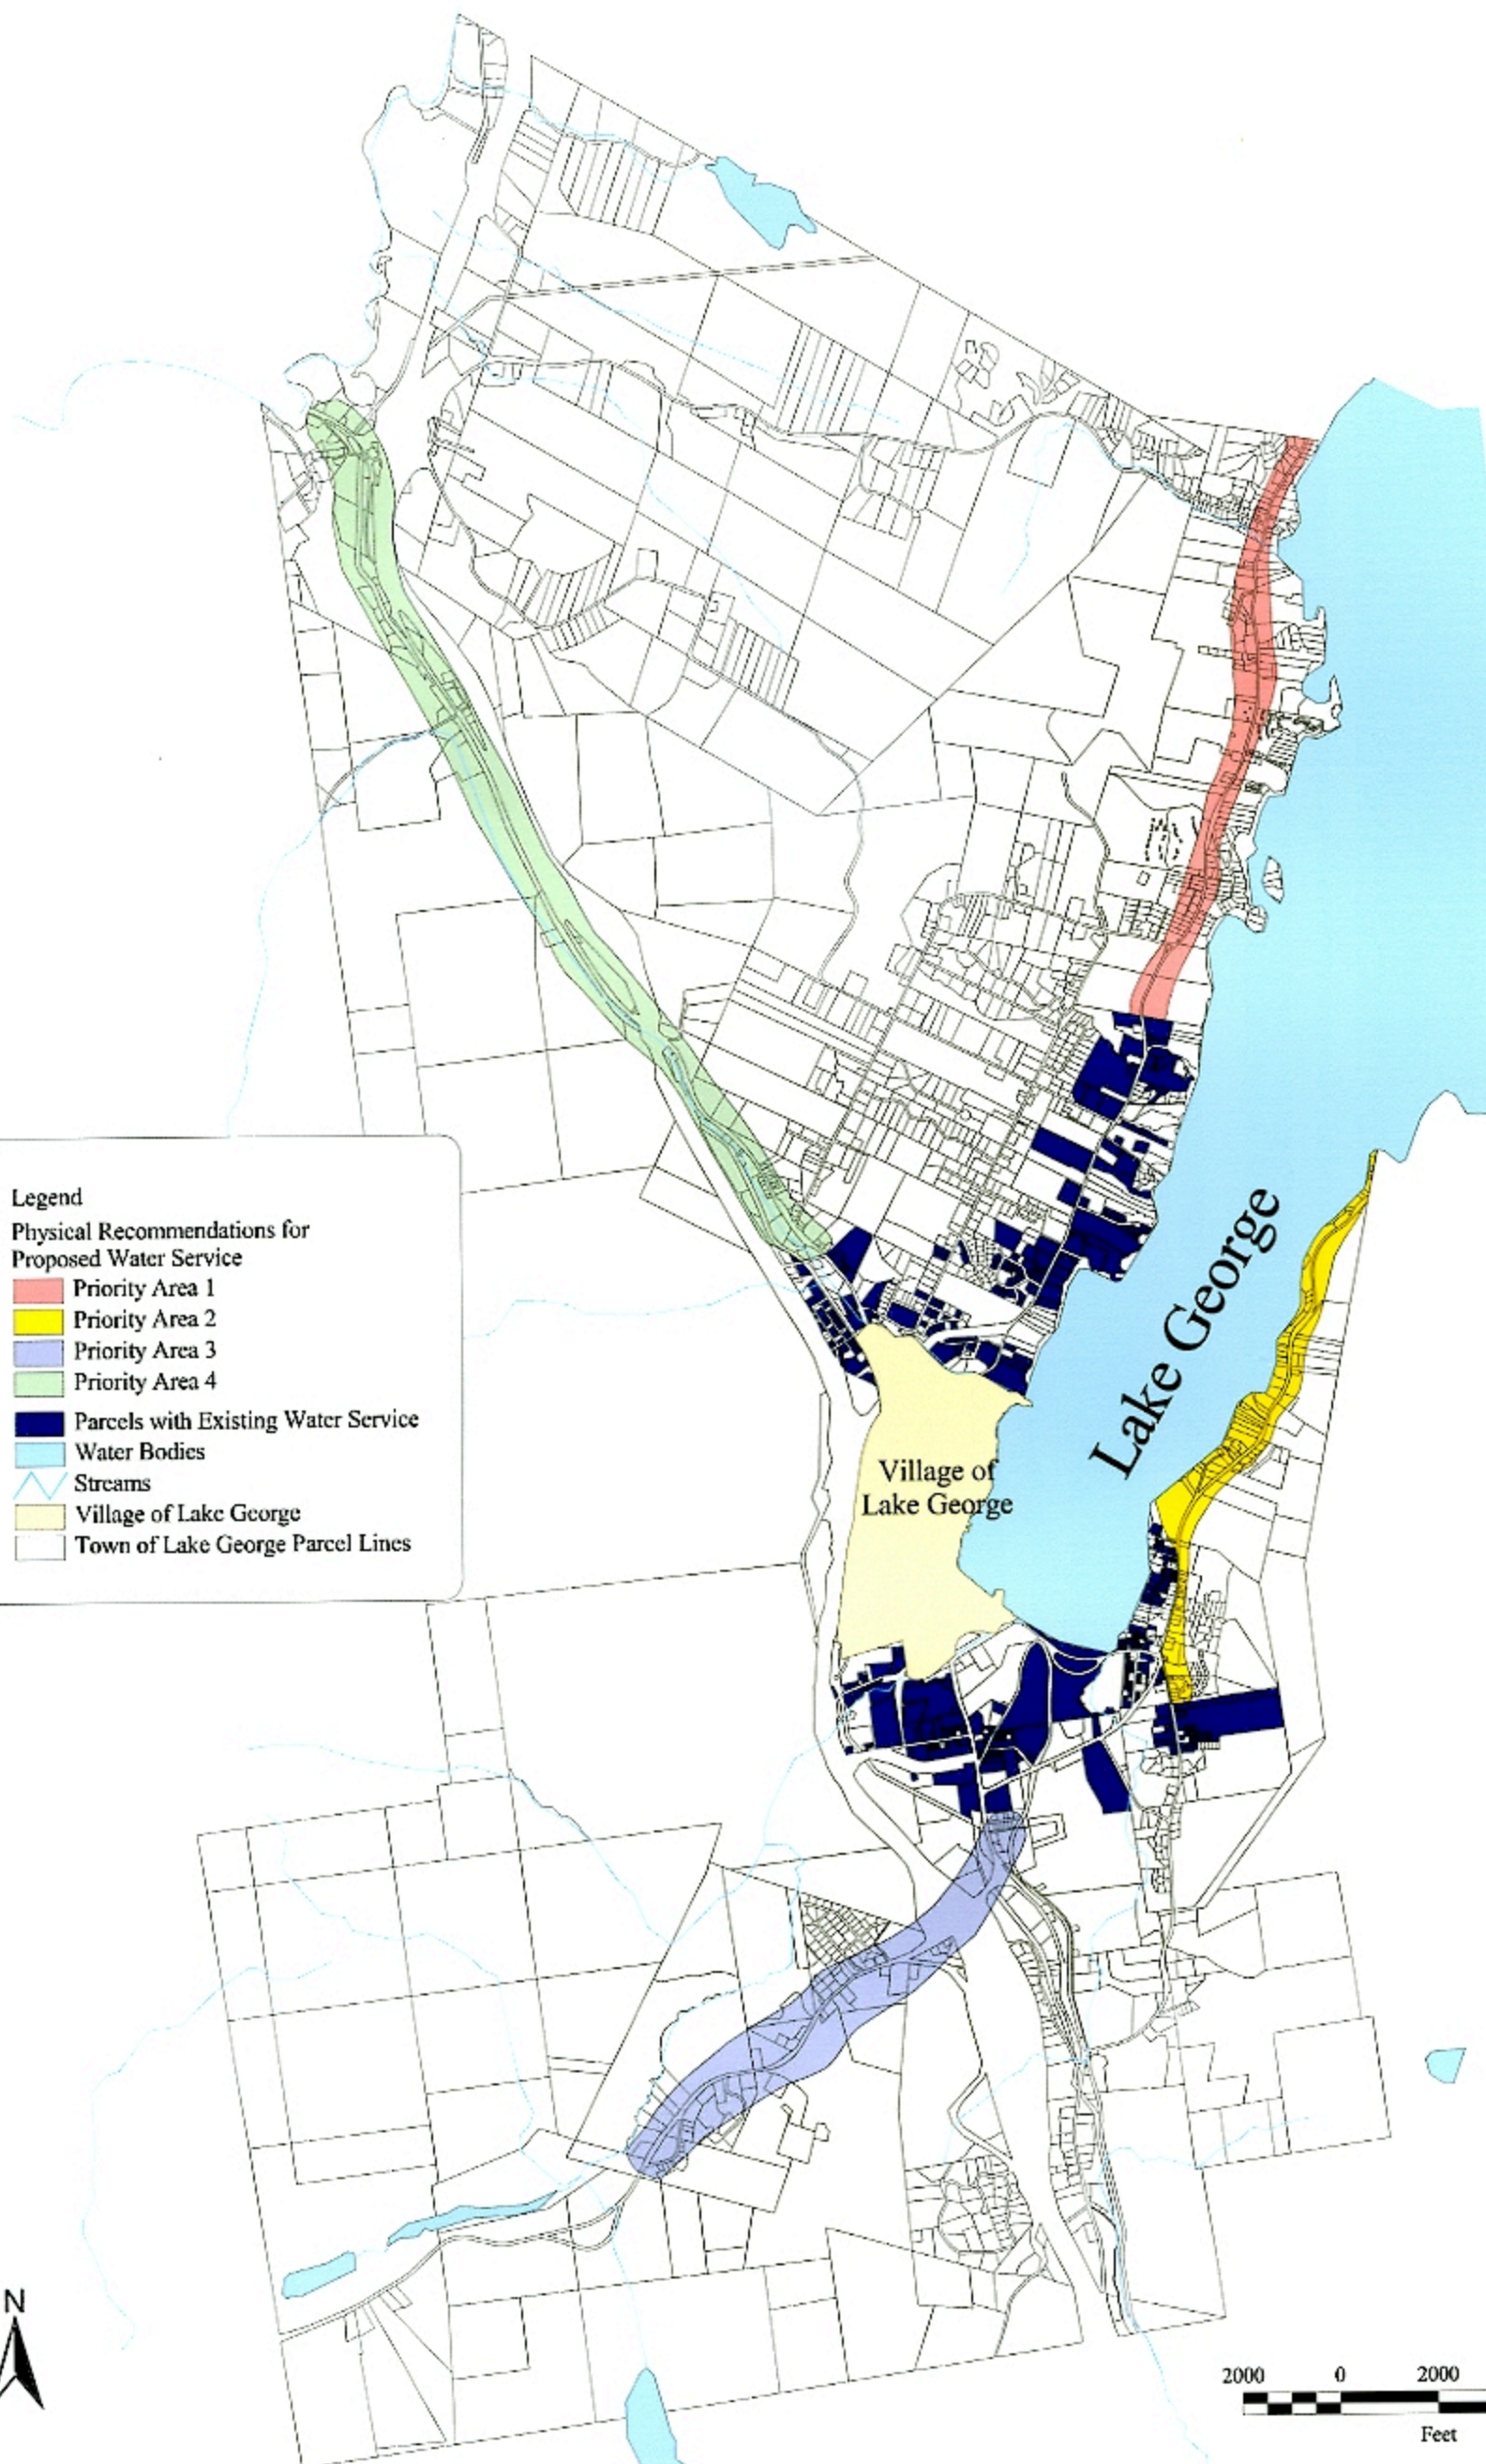 Lake George
Legend
Physical Recommendations for
Proposed Water Service
Priority Area 1
Priority Area 2
Priority Area 3
Priority Area 4
Parcels with Existing Water Service
Water Bodies
Streams
Village of Lake George
Town of Lake George Parcel Lines
Village of
Lake George
N
2000 0 2000
Feet